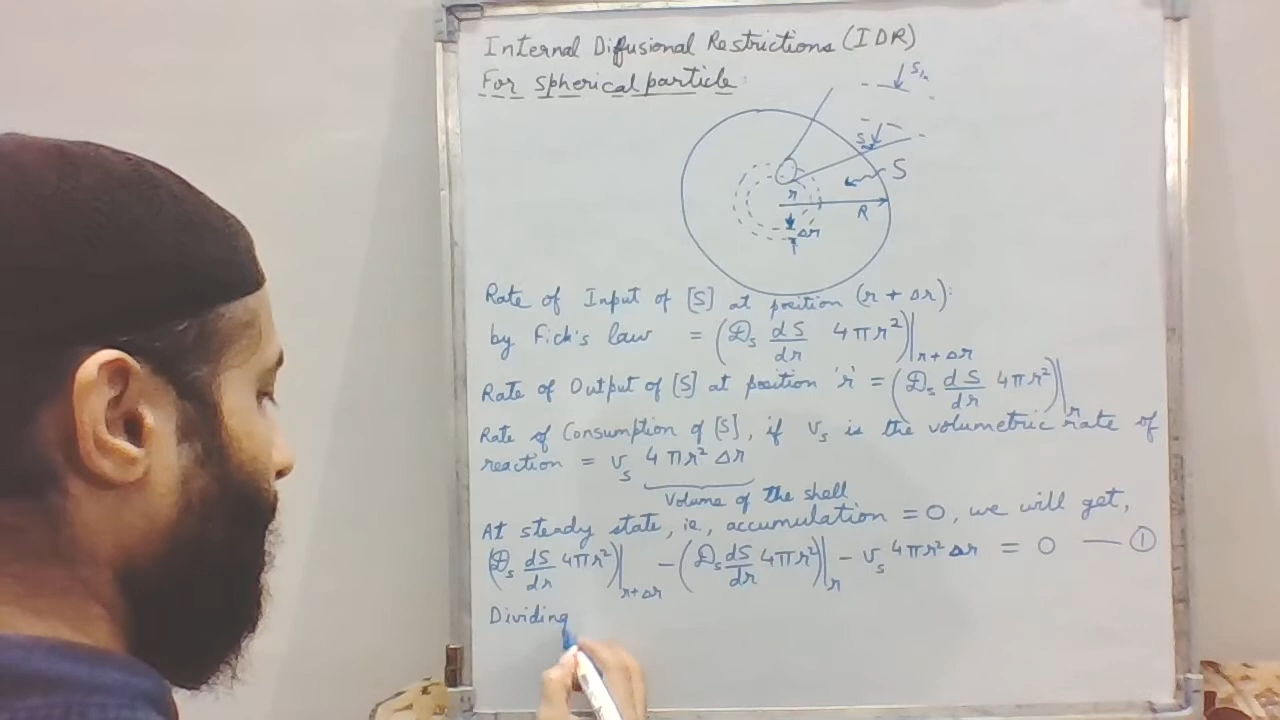 Internal Diffusional Restrictions (IDR)
For Spherical particle:
S
S
r
R
Δr
Rate of Input of [S] at position (r + Δr):
by Fick's law = (𝒟s dS/dr 4πr²)|r+Δr
Rate of Output of [S] at position 'r' = (𝒟s dS/dr 4πr²)|r
Rate of Consumption of [S], if vs is the volumetric rate of
reaction = vs 4πr² Δr
Volume of the shell
At steady state, ie, accumulation = 0, we will get,
(𝒟s dS/dr 4πr²)|r+Δr − (𝒟s dS/dr 4πr²)|r − vs 4πr² Δr = 0 — ①
Dividing